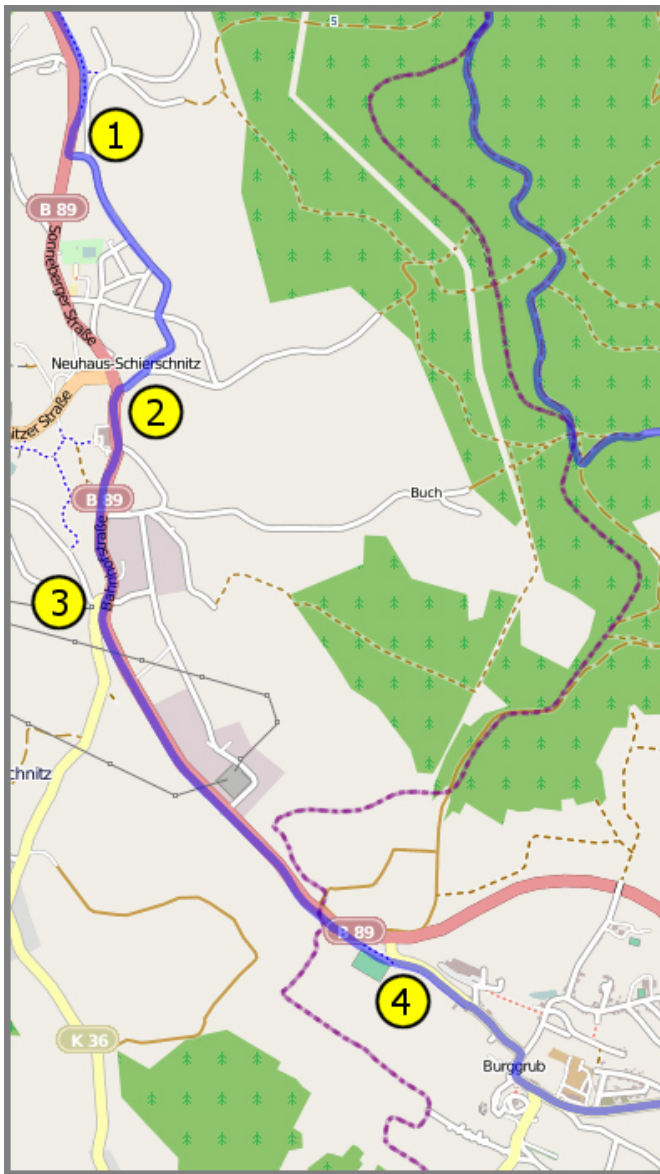 5
1
B 89
Sonneberger Straße
Neuhaus-Schierschnitz
2
itzer Straße
B 89
Buch
Bahnhofstraße
3
chnitz
B 89
4
K 36
Burggrub